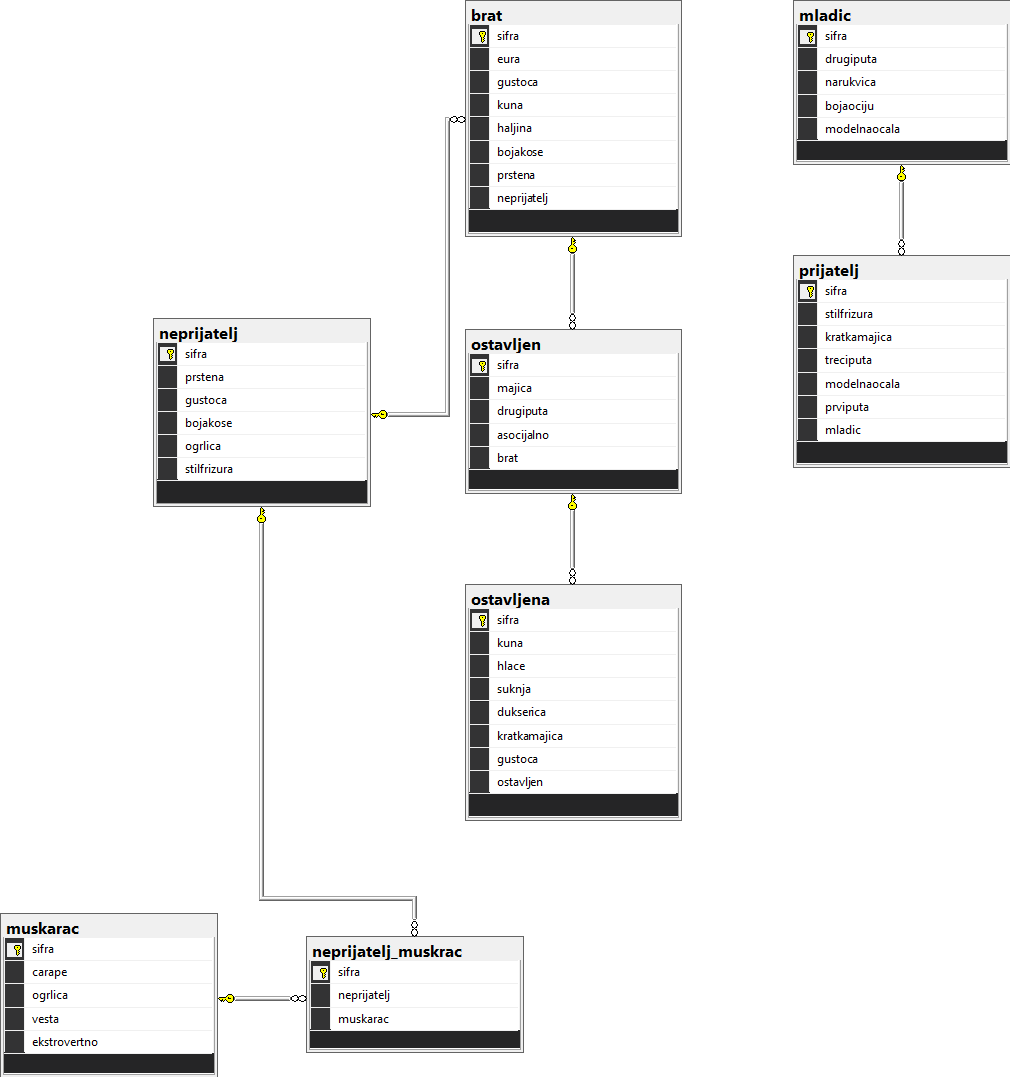 brat
sifra
eura
gustoca
kuna
haljina
bojakose
prstena
neprijatelj
mladic
sifra
drugiputa
narukvica
bojaociju
modelnaocala
prijatelj
sifra
stilfrizura
kratkamajica
treciputa
modelnaocala
prviputa
mladic
neprijatelj
sifra
prstena
gustoca
bojakose
ogrlica
stilfrizura
ostavljen
sifra
majica
drugiputa
asocijalno
brat
ostavljena
sifra
kuna
hlace
suknja
dukserica
kratkamajica
gustoca
ostavljen
muskarac
sifra
carape
ogrlica
vesta
ekstrovertno
neprijatelj_muskrac
sifra
neprijatelj
muskarac